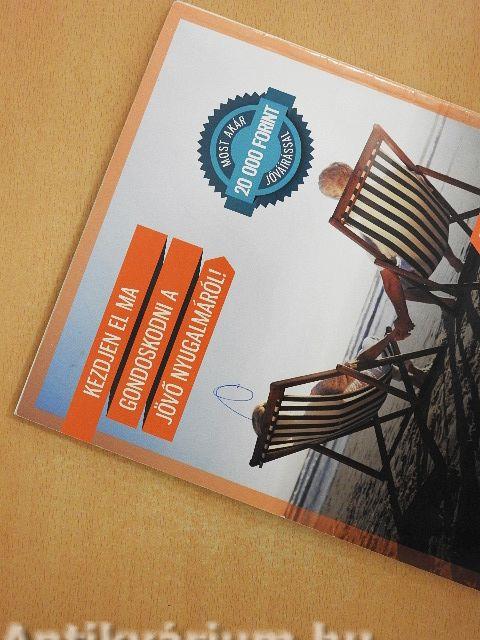 MOST AKÁR
20 000 FORINT
JÓVÁÍRÁSSAL
KEZDJEN EL MA
GONDOSKODNI A
JÖVŐ NYUGALMÁRÓL!
Antikvárium.hu